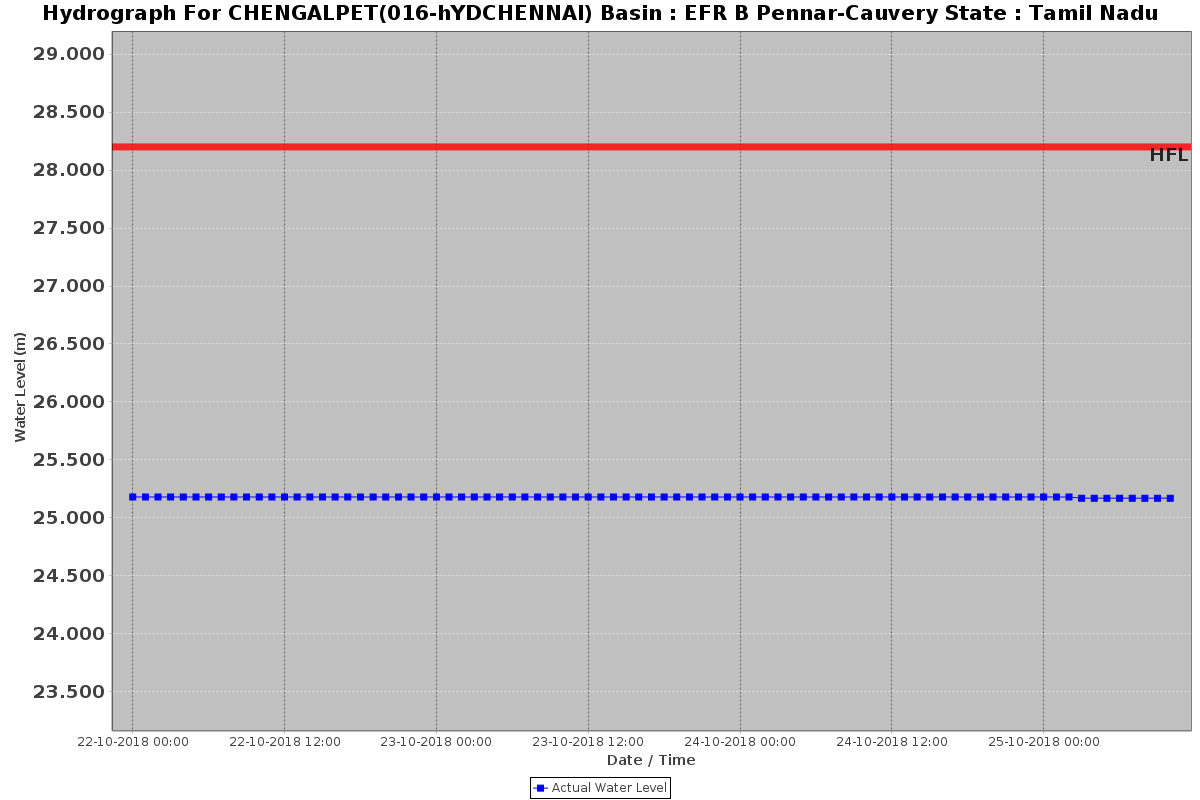 Hydrograph For CHENGALPET(016-hYDCHENNAI) Basin : EFR B Pennar-Cauvery State : Tamil Nadu
29.000
28.500
HFL
28.000
27.500
27.000
26.500
26.000
25.500
25.000
24.500
24.000
23.500
Water Level (m)
22-10-2018 00:00 22-10-2018 12:00 23-10-2018 00:00 23-10-2018 12:00 24-10-2018 00:00 24-10-2018 12:00 25-10-2018 00:00
Date / Time
Actual Water Level